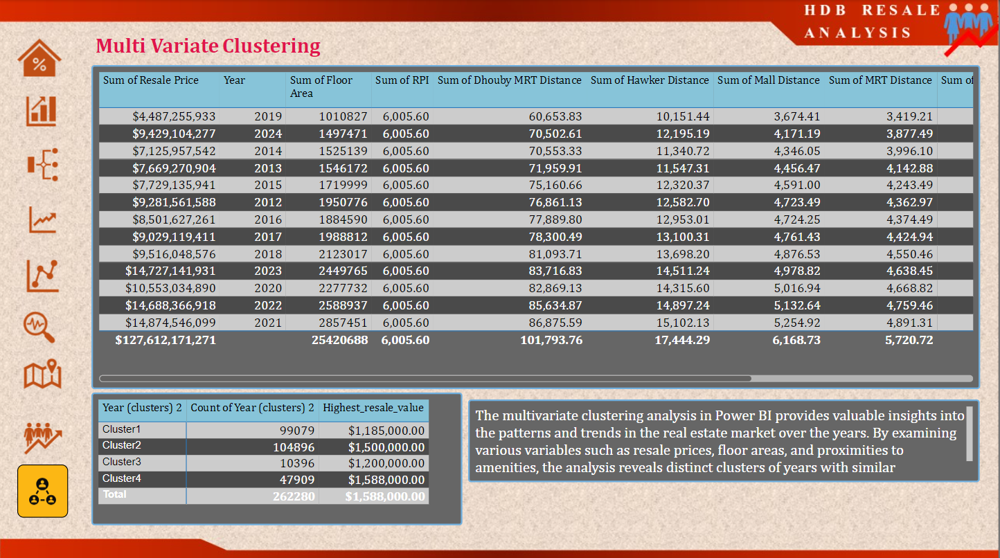 HDB RESALE
ANALYSIS
Multi Variate Clustering
%
Sum of Resale Price Year Sum of Floor Area Sum of RPI Sum of Dhouby MRT Distance Sum of Hawker Distance Sum of Mall Distance Sum of MRT Distance Sum of
$4,487,255,933 2019 1010827 6,005.60 60,653.83 10,151.44 3,674.41 3,419.21
$9,429,104,277 2024 1497471 6,005.60 70,502.61 12,195.19 4,171.19 3,877.49
$7,125,957,542 2014 1525139 6,005.60 70,553.33 11,340.72 4,346.05 3,996.10
$7,669,270,904 2013 1546172 6,005.60 71,959.91 11,547.31 4,456.47 4,142.88
$7,729,135,941 2015 1719999 6,005.60 75,160.66 12,320.37 4,591.00 4,243.49
$9,281,561,588 2012 1950776 6,005.60 76,861.13 12,582.70 4,723.49 4,362.97
$8,501,627,261 2016 1884590 6,005.60 77,889.80 12,953.01 4,724.25 4,374.49
$9,029,119,411 2017 1988812 6,005.60 78,300.49 13,100.31 4,761.43 4,424.94
$9,516,048,576 2018 2123017 6,005.60 81,093.71 13,698.20 4,876.53 4,550.46
$14,727,141,931 2023 2449765 6,005.60 83,716.83 14,511.24 4,978.82 4,638.45
$10,553,034,890 2020 2277732 6,005.60 82,869.13 14,315.60 5,016.94 4,668.82
$14,688,366,918 2022 2588937 6,005.60 85,634.87 14,897.24 5,132.64 4,759.46
$14,874,546,099 2021 2857451 6,005.60 86,875.59 15,102.13 5,254.92 4,891.31
$127,612,171,271 25420688 6,005.60 101,793.76 17,444.29 6,168.73 5,720.72
Year (clusters) 2 Count of Year (clusters) 2 Highest_resale_value
Cluster1 99079 $1,185,000.00
Cluster2 104896 $1,500,000.00
Cluster3 10396 $1,200,000.00
Cluster4 47909 $1,588,000.00
Total 262280 $1,588,000.00
The multivariate clustering analysis in Power BI provides valuable insights into
the patterns and trends in the real estate market over the years. By examining
various variables such as resale prices, floor areas, and proximities to
amenities, the analysis reveals distinct clusters of years with similar